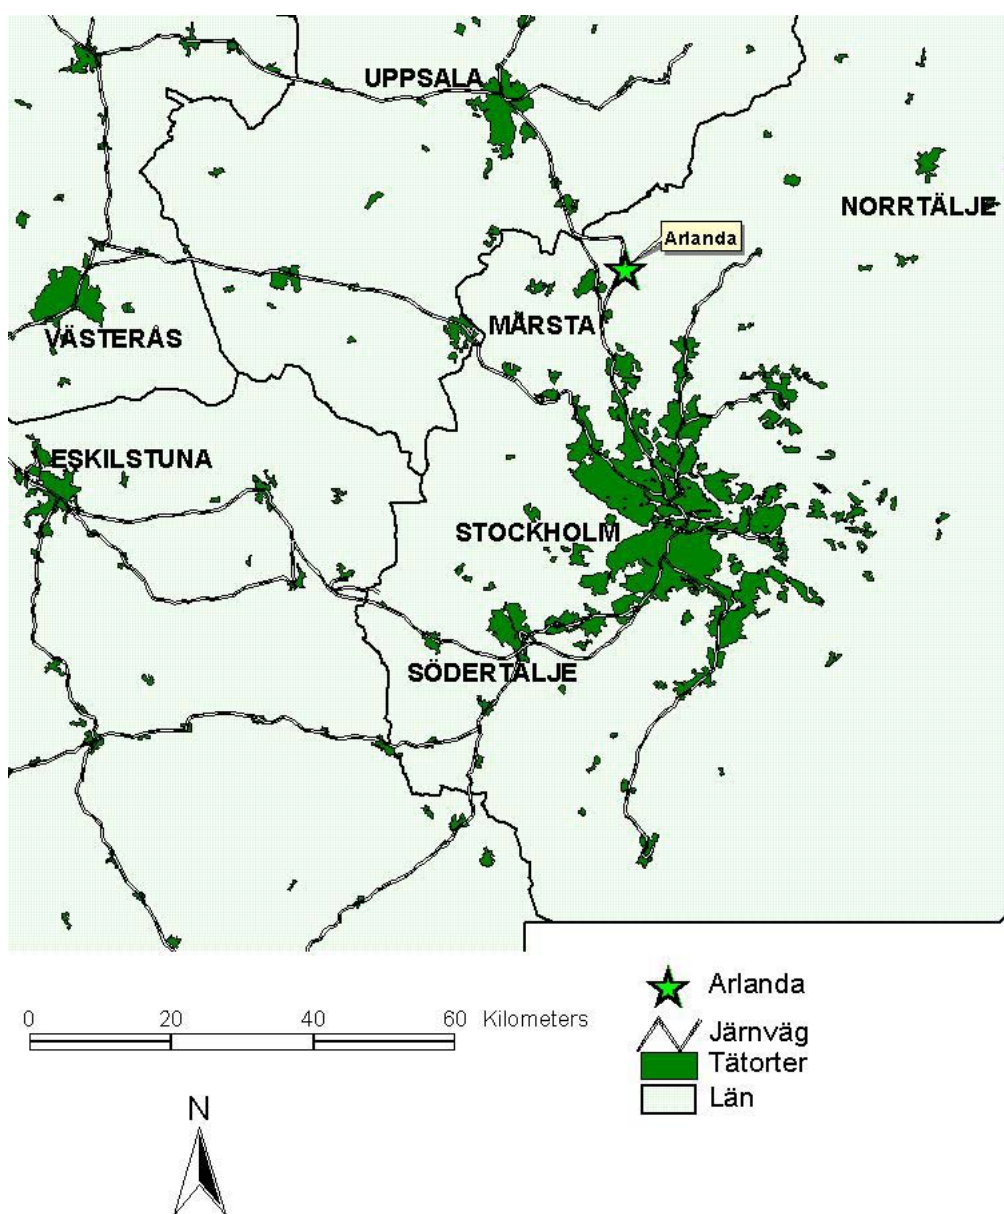 UPPSALA
NORRTÄLJE
Arlanda
VÄSTERÅS
MÄRSTA
ESKILSTUNA
STOCKHOLM
SÖDERTÄLJE
Arlanda
0 20 40 60 Kilometers
Järnväg
Tätorter
Län
N